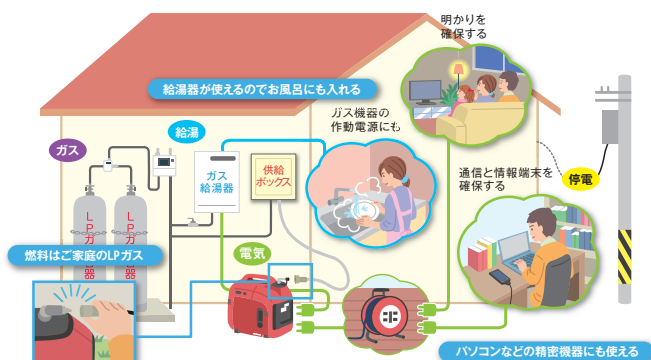 明かりを
確保する
給湯器が使えるのでお風呂にも入れる
ガス機器の
作動電源にも
給湯
ガス
ガス
給湯器
供給
ボックス
通信と情報端末を
確保する
停電
LPガ
器
LPガ
器
燃料はご家庭のLPガス
電気
パソコンなどの精密機器にも使える